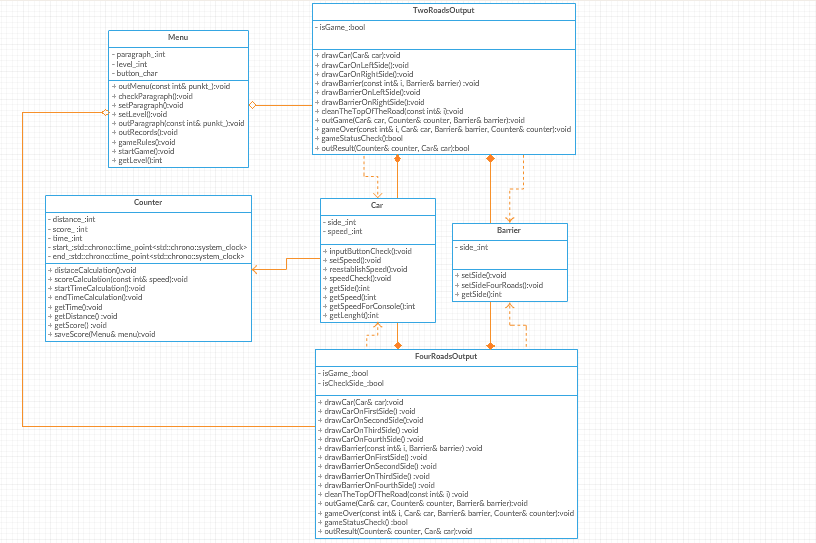 TwoRoadsOutput
- isGame_:bool
+ drawCar(Car& car):void
+ drawCarOnLeftSide():void
+ drawCarOnRightSide():void
+ drawBarrier(const int& i, Barrier& barrier) :void
+ drawBarrierOnLeftSide():void
+ drawBarrierOnRightSide():void
+ cleanTheTopOfTheRoad(const int& i):void
+ outGame(Car& car, Counter& counter, Barrier& barrier):void
+ gameOver(const int& i, Car& car, Barrier& barrier, Counter& counter):void
+ gameStatusCheck():bool
+ outResult(Counter& counter, Car& car):bool
Menu
- paragraph_:int
- level_:int
- button_:char
+ outMenu(const int& punkt_):void
+ checkParagraph():void
+ setParagraph():void
+ setLevel():void
+ outParagraph(const int& punkt_):void
+ outRecords():void
+ gameRules():void
+ startGame():void
+ getLevel():int
Counter
- distance_:int
- score_ :int
- time_:int
- start_:std::chrono::time_point<std::chrono::system_clock>
- end_:std::chrono::time_point<std::chrono::system_clock>
+ distaceCalculation():void
+ scoreCalculation(const int& speed):void
+ startTimeCalculation():void
+ endTimeCalculation():void
+ getTime():void
+ getDistance() :void
+ getScore() :void
+ saveScore(Menu& menu):void
Car
- side_:int
- speed_:int
+ inputButtonCheck():void
+ setSpeed():void
+ reestablishSpeed():void
+ speedCheck():void
+ getSide():int
+ getSpeed():int
+ getSpeedForConsole():int
+ getLenght():int
Barrier
- side_:int
+ setSide():void
+ setSideFourRoads():void
+ getSide():int
FourRoadsOutput
- isGame_:bool
- isCheckSide_:bool
+ drawCar(Car& car):void
+ drawCarOnFirstSide() :void
+ drawCarOnSecondSide():void
+ drawCarOnThirdSide():void
+ drawCarOnFourthSide():void
+ drawBarrier(const int& i, Barrier& barrier) :void
+ drawBarrierOnFirstSide() :void
+ drawBarrierOnSecondSide() :void
+ drawBarrierOnThirdSide() :void
+ drawBarrierOnFourthSide() :void
+ cleanTheTopOfTheRoad(const int& i) :void
+ outGame(Car& car, Counter& counter, Barrier& barrier):void
+ gameOver(const int& i, Car& car, Barrier& barrier, Counter& counter):void
+ gameStatusCheck() :bool
+ outResult(Counter& counter, Car& car):void